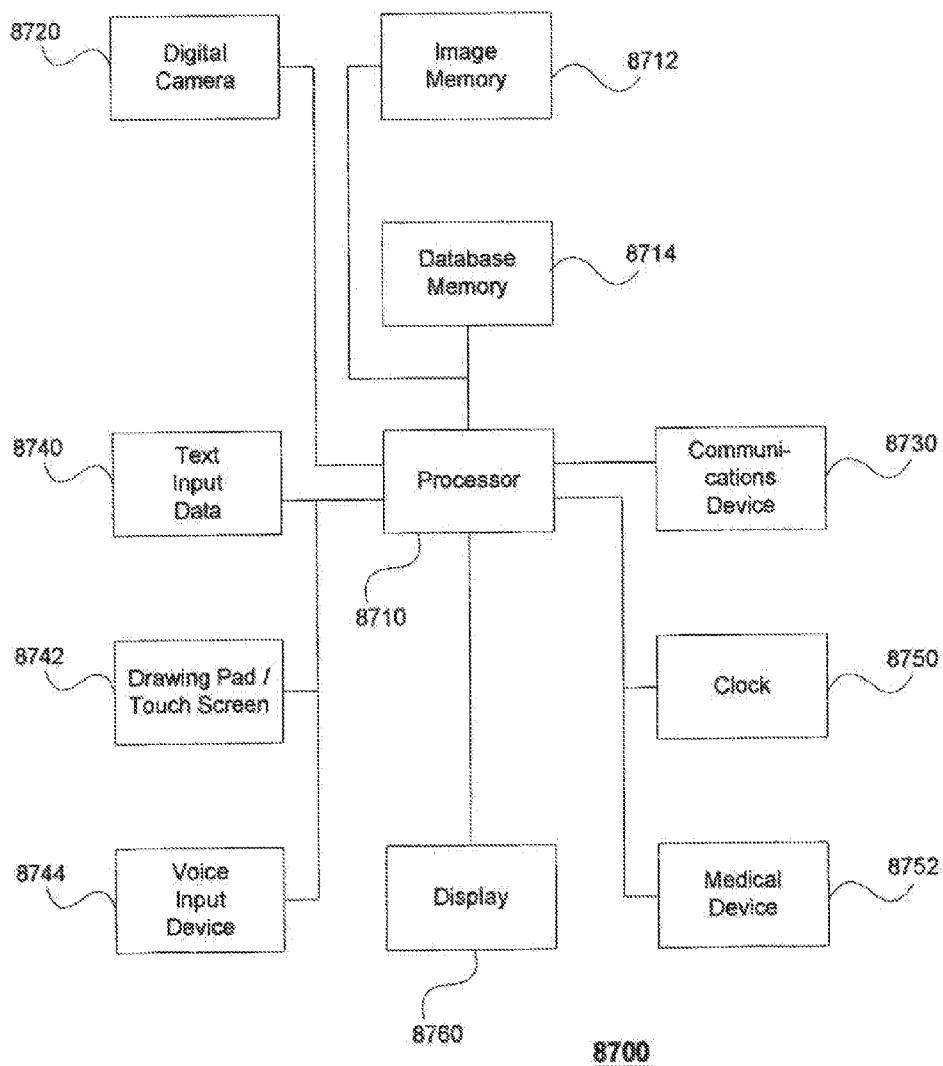 8720
Digital
Camera
Image
Memory
8712
Database
Memory
8714
8740
Text
Input
Data
Processor
8710
Communi-
cations
Device
8730
8742
Drawing Pad /
Touch Screen
Clock
8750
8744
Voice
Input
Device
Display
8760
Medical
Device
8752
8700